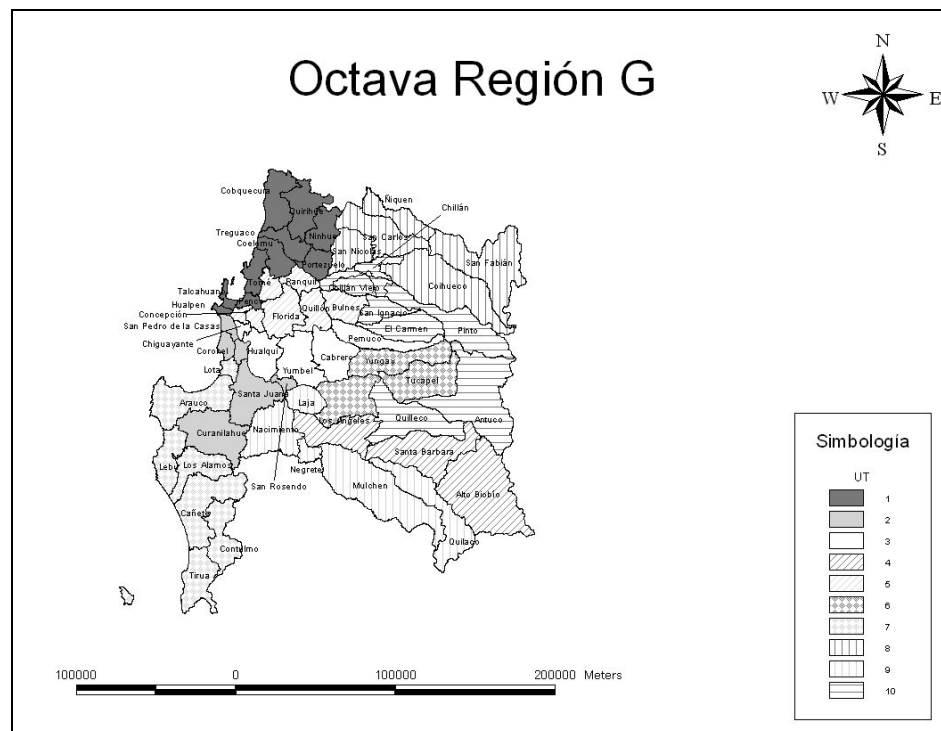 Octava Región G
N
W E
S
Cobquecura
Quirihue
Treguaco
Ninhue
Coelemu
Portezuelo
Ñiquen
Chillán
San Carlos
San Nicolás
San Fabián
Coihueco
Ranquil
Chillán Viejo
Tomé
Talcahuano
Penco
Hualpen
Concepción
San Pedro de la Casas
Chiguayante
Florida
Quillón
Bulnes
San Ignacio
El Carmen
Pinto
Pemuco
Coronel
Hualqui
Cabrero
Yungay
Lota
Yumbel
Tucapel
Santa Juana
Arauco
Laja
Los Angeles
Quilleco
Antuco
Curanilahue
Nacimiento
Santa Bárbara
Lebu
Los Alamos
Negrete
San Rosendo
Mulchen
Alto Biobío
Cañete
Quilaco
Contulmo
Tirua
100000 0 100000 200000 Meters
Simbología
UT
1
2
3
4
5
6
7
8
9
10